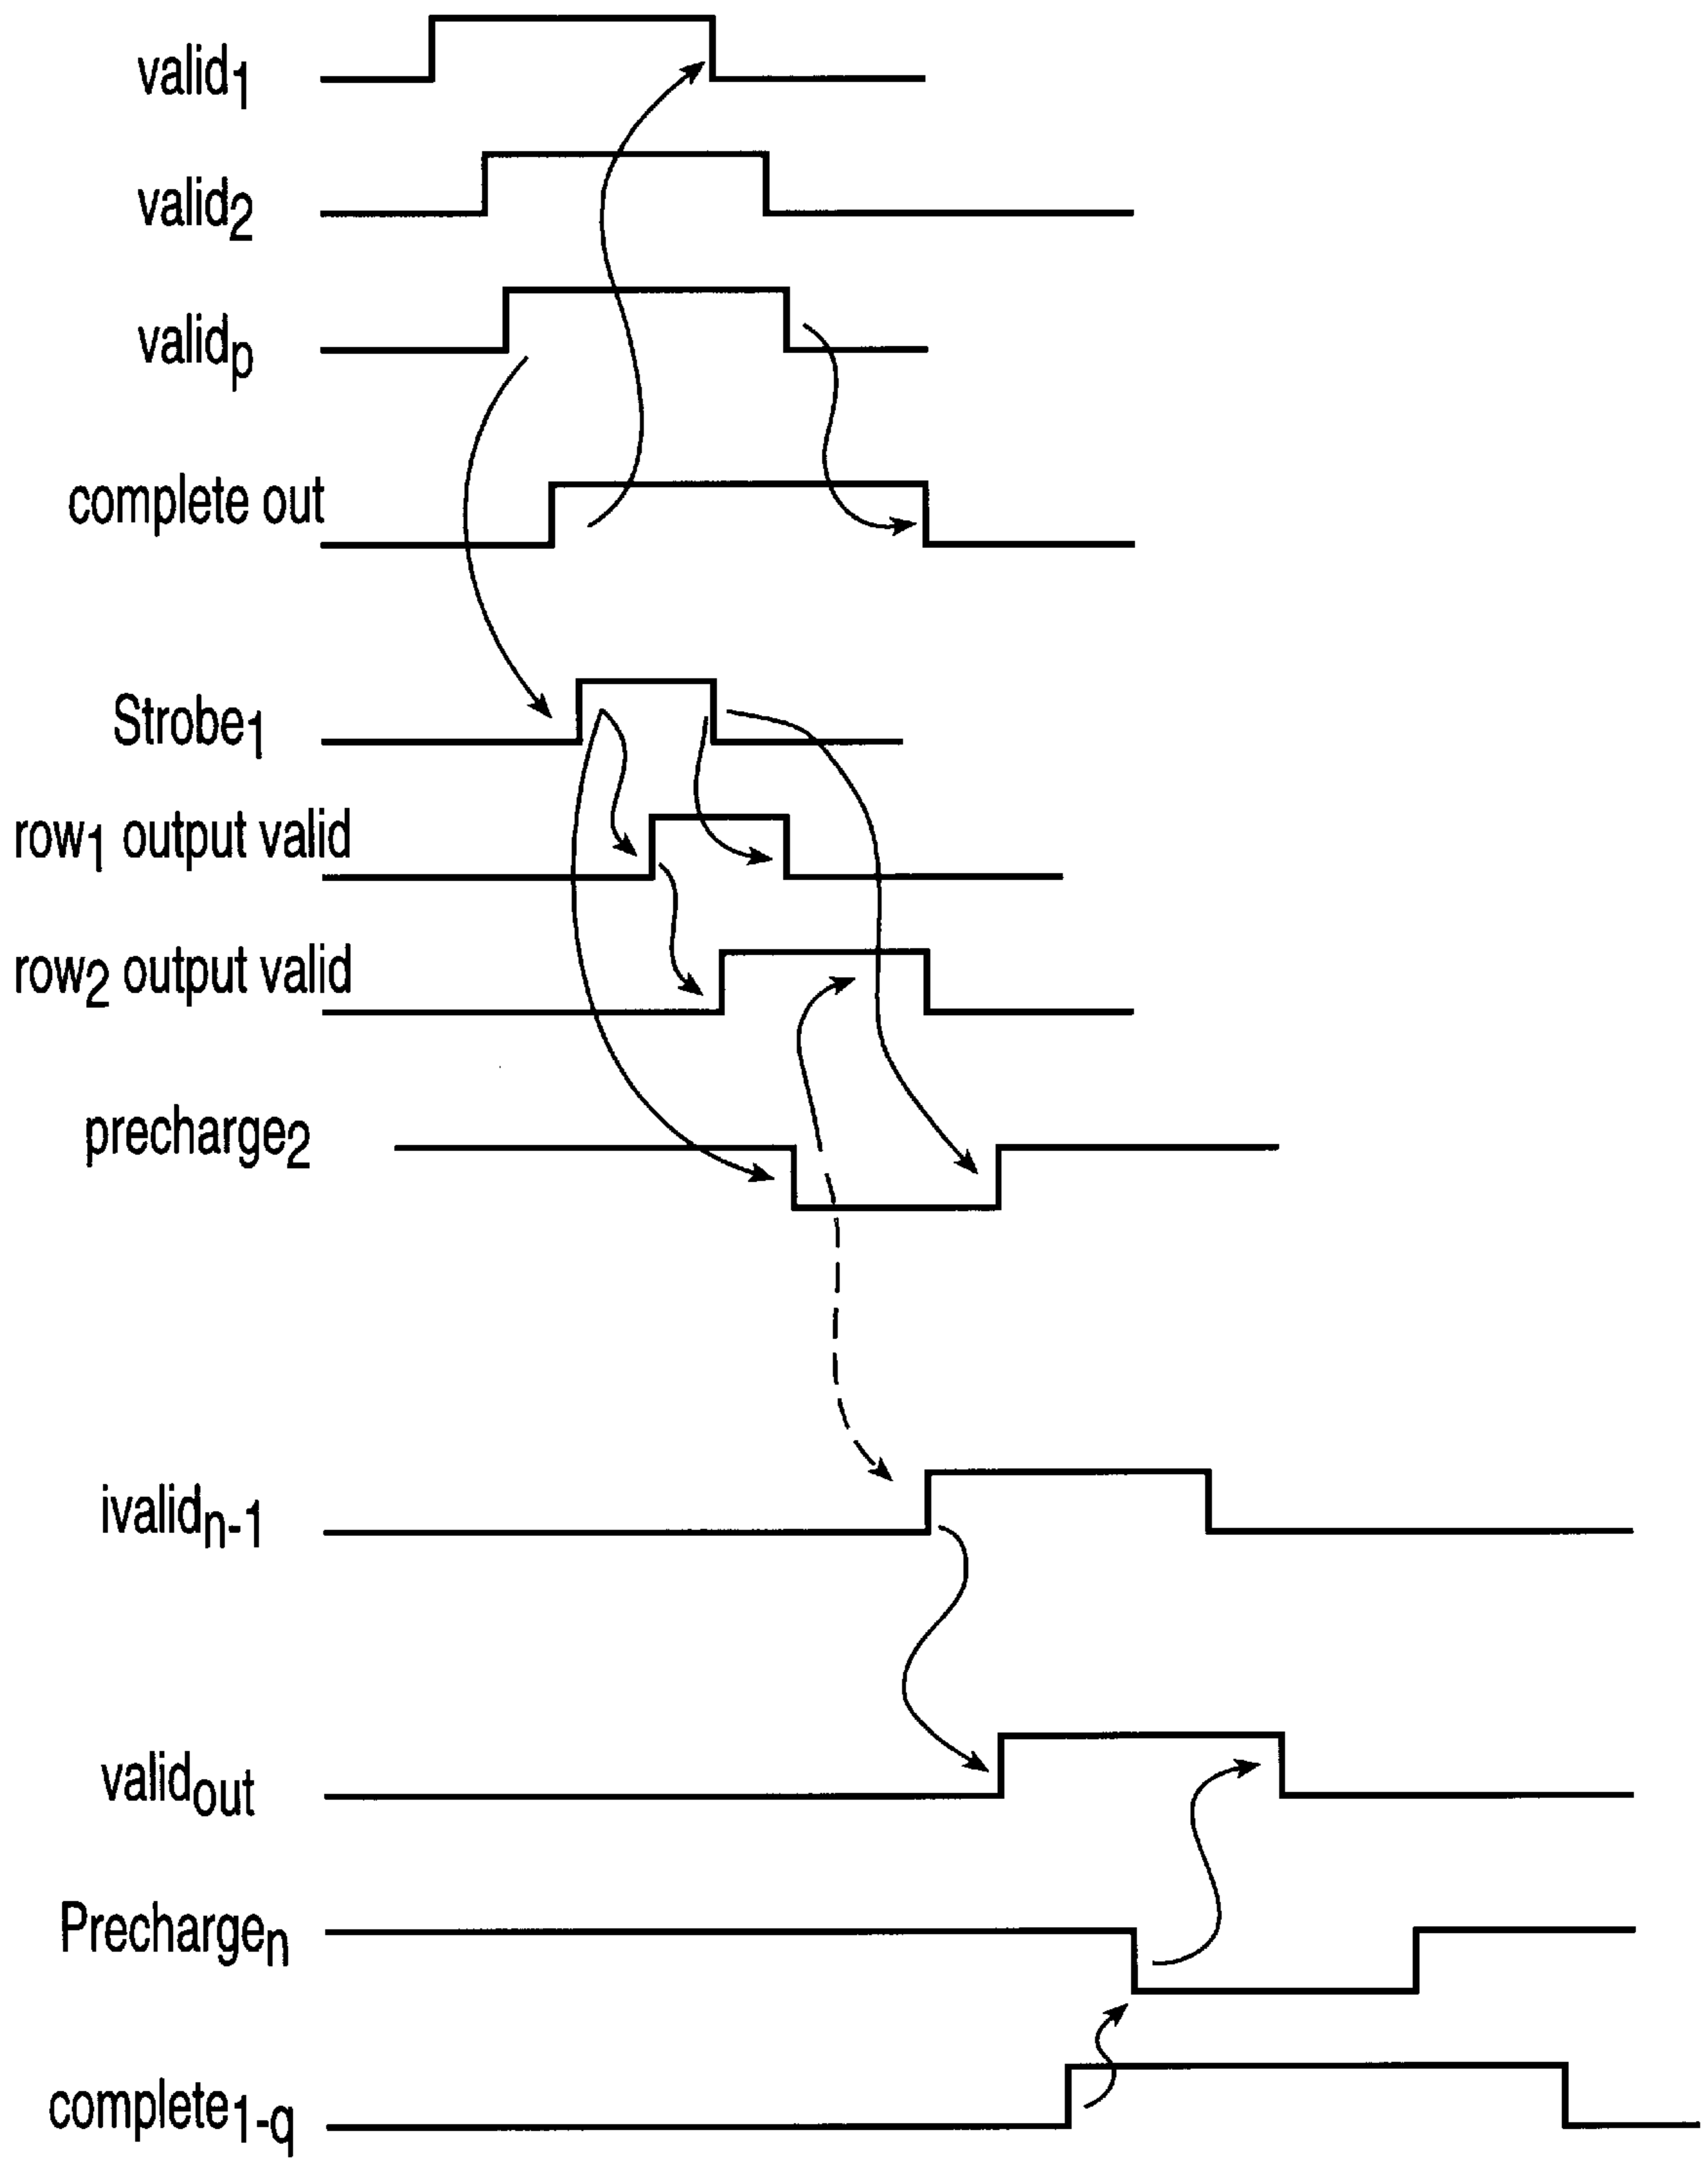 valid1
valid2
validp
complete out
Strobe1
row1 output valid
row2 output valid
precharge2
ivalidn-1
validout
Prechargen
complete1-q